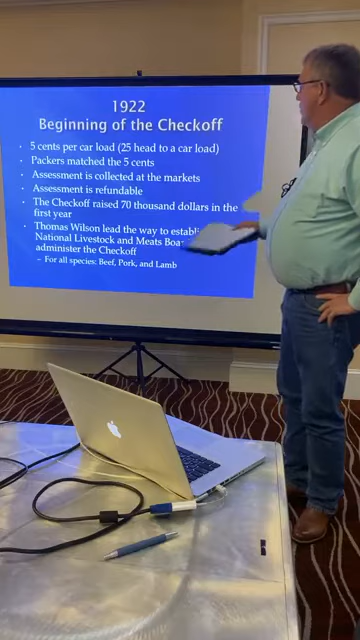 1922
Beginning of the Checkoff
• 5 cents per car load (25 head to a car load)
• Packers matched the 5 cents
• Assessment is collected at the markets
• Assessment is refundable
• The Checkoff raised 70 thousand dollars in the
first year
• Thomas Wilson lead the way to establi
National Livestock and Meats Boa
administer the Checkoff
– For all species: Beef, Pork, and Lamb